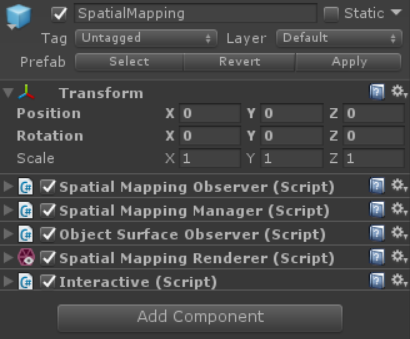 SpatialMapping Static
Tag Untagged Layer Default
Prefab Select Revert Apply
Transform
Position X 0 Y 0 Z 0
Rotation X 0 Y 0 Z 0
Scale X 1 Y 1 Z 1
Spatial Mapping Observer (Script)
Spatial Mapping Manager (Script)
Object Surface Observer (Script)
Spatial Mapping Renderer (Script)
Interactive (Script)
Add Component